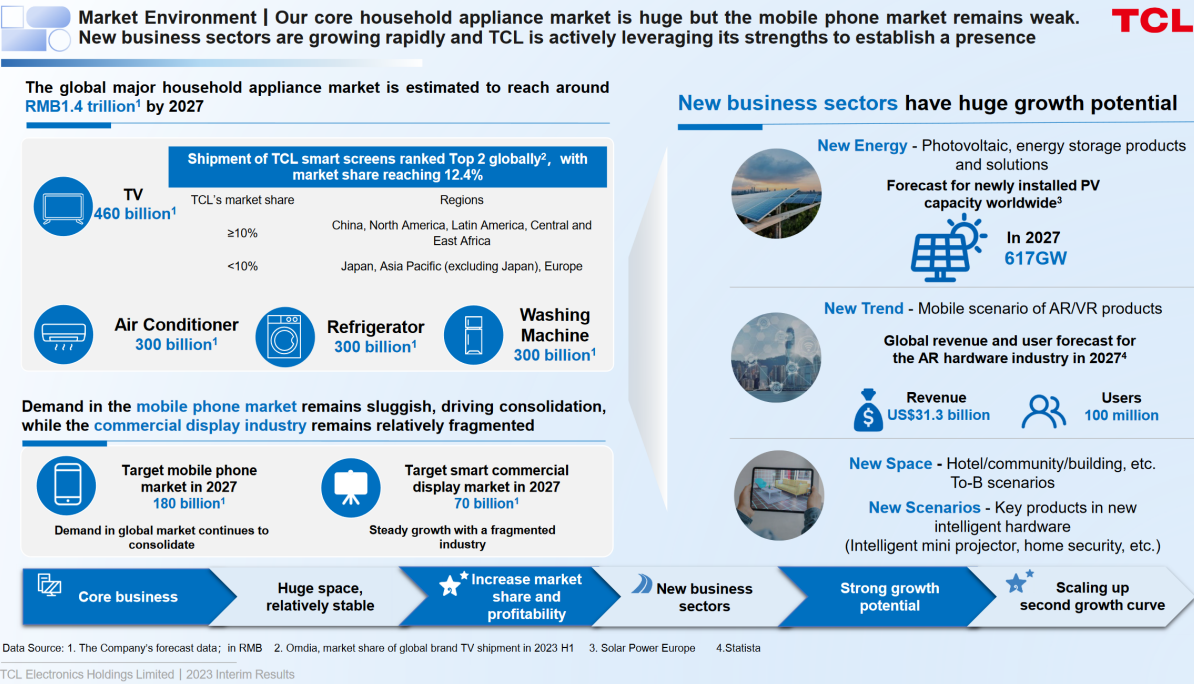 Market Environment | Our core household appliance market is huge but the mobile phone market remains weak.
New business sectors are growing rapidly and TCL is actively leveraging its strengths to establish a presence
TCL
The global major household appliance market is estimated to reach around
RMB1.4 trillion¹ by 2027
Shipment of TCL smart screens ranked Top 2 globally², with
market share reaching 12.4%
TV
460 billion¹
TCL's market share
Regions
≥10%
China, North America, Latin America, Central and
East Africa
<10%
Japan, Asia Pacific (excluding Japan), Europe
Air Conditioner
300 billion¹
Refrigerator
300 billion¹
Washing
Machine
300 billion¹
Demand in the mobile phone market remains sluggish, driving consolidation,
while the commercial display industry remains relatively fragmented
Target mobile phone
market in 2027
180 billion¹
Demand in global market continues to
consolidate
Target smart commercial
display market in 2027
70 billion¹
Steady growth with a fragmented
industry
New business sectors have huge growth potential
New Energy - Photovoltaic, energy storage products
and solutions
Forecast for newly installed PV
capacity worldwide³
In 2027
617GW
New Trend - Mobile scenario of AR/VR products
Global revenue and user forecast for
the AR hardware industry in 2027⁴
Revenue
US$31.3 billion
Users
100 million
New Space - Hotel/community/building, etc.
To-B scenarios
New Scenarios - Key products in new
intelligent hardware
(Intelligent mini projector, home security, etc.)
Core business
Huge space,
relatively stable
Increase market
share and
profitability
New business
sectors
Strong growth
potential
Scaling up
second growth curve
Data Source: 1. The Company's forecast data; in RMB 2. Omdia, market share of global brand TV shipment in 2023 H1 3. Solar Power Europe 4.Statista
TCL Electronics Holdings Limited | 2023 Interim Results